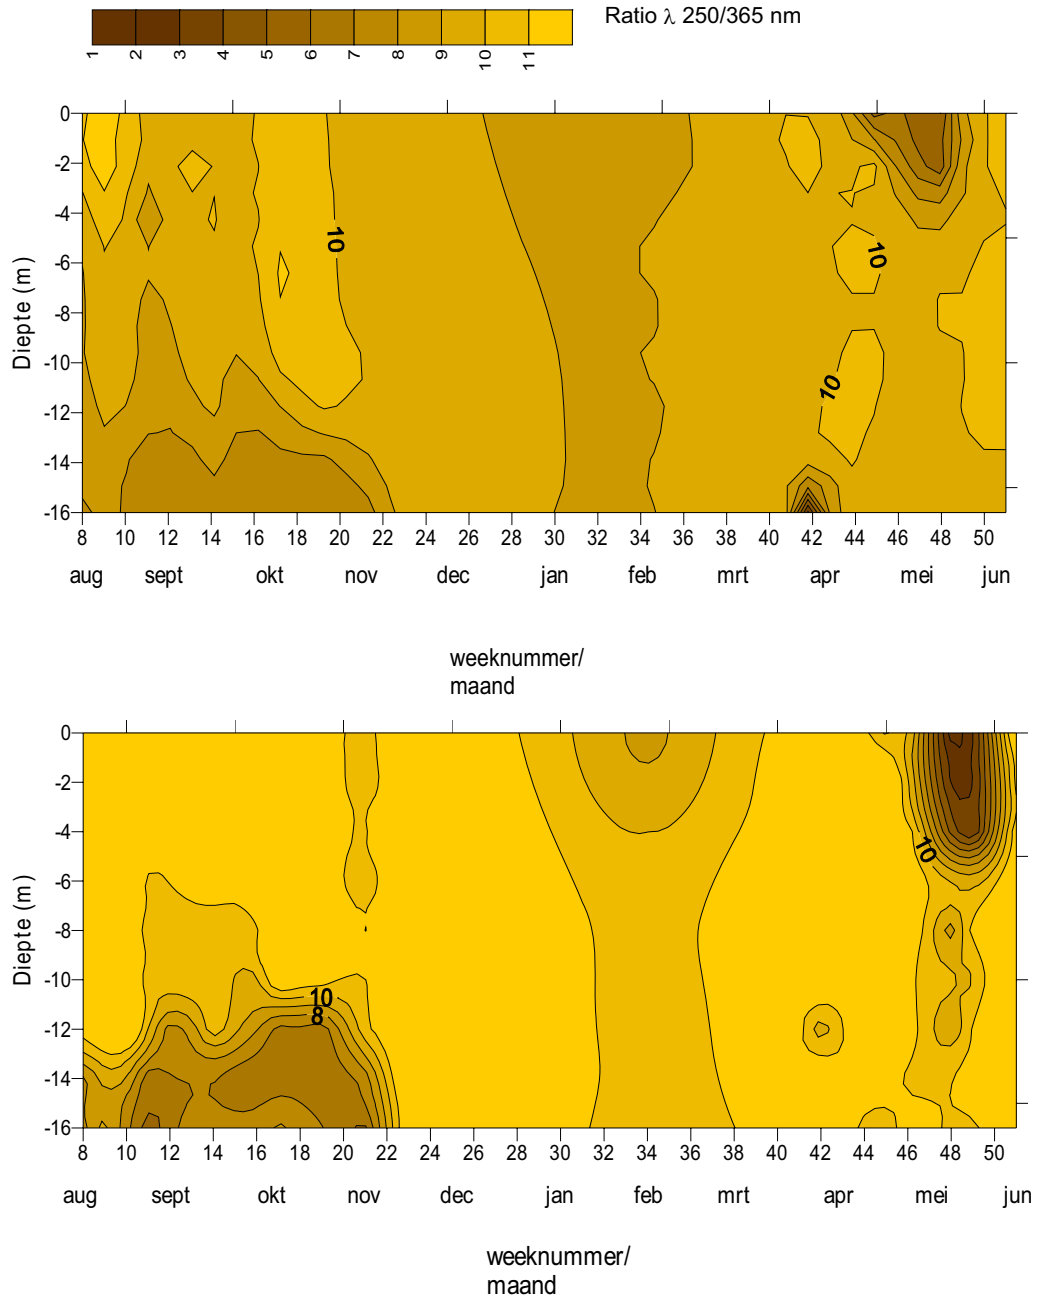 Ratio λ 250/365 nm
1 2 3 4 5 6 7 8 9 10 11
Diepte (m)
0
-2
-4
-6
-8
-10
-12
-14
-16
10
10
10
8 10 12 14 16 18 20 22 24 26 28 30 32 34 36 38 40 42 44 46 48 50
aug sept okt nov dec jan feb mrt apr mei jun
weeknummer/
maand
Diepte (m)
0
-2
-4
-6
-8
-10
-12
-14
-16
10
10
8
8 10 12 14 16 18 20 22 24 26 28 30 32 34 36 38 40 42 44 46 48 50
aug sept okt nov dec jan feb mrt apr mei jun
weeknummer/
maand